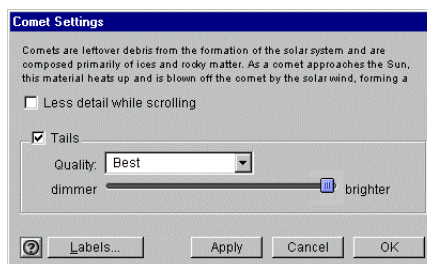 Comet Settings
Comets are leftover debris from the formation of the solar system and are
composed primarily of ices and rocky matter. As a comet approaches the Sun,
this material heats up and is blown off the comet by the solar wind, forming a
Less detail while scrolling
Tails
Quality: Best
dimmer brighter
? Labels... Apply Cancel OK